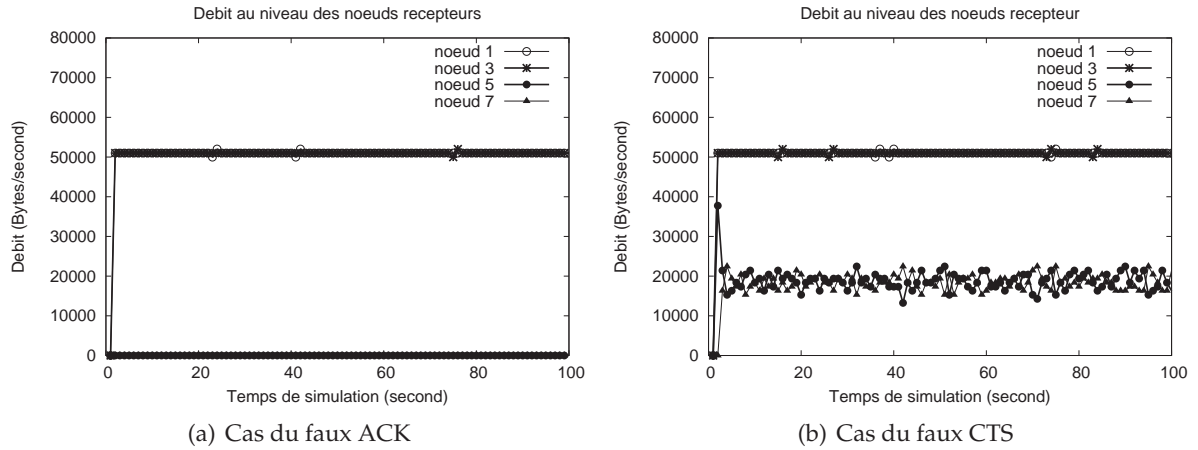 Debit au niveau des noeuds recepteurs
80000
70000
60000
50000
40000
30000
20000
10000
0
Debit (Bytes/second)
noeud 1
noeud 3
noeud 5
noeud 7
0 20 40 60 80 100
Temps de simulation (second)
(a) Cas du faux ACK
Debit au niveau des noeuds recepteur
80000
70000
60000
50000
40000
30000
20000
10000
0
Debit (Bytes/second)
noeud 1
noeud 3
noeud 5
noeud 7
0 20 40 60 80 100
Temps de simulation (second)
(b) Cas du faux CTS